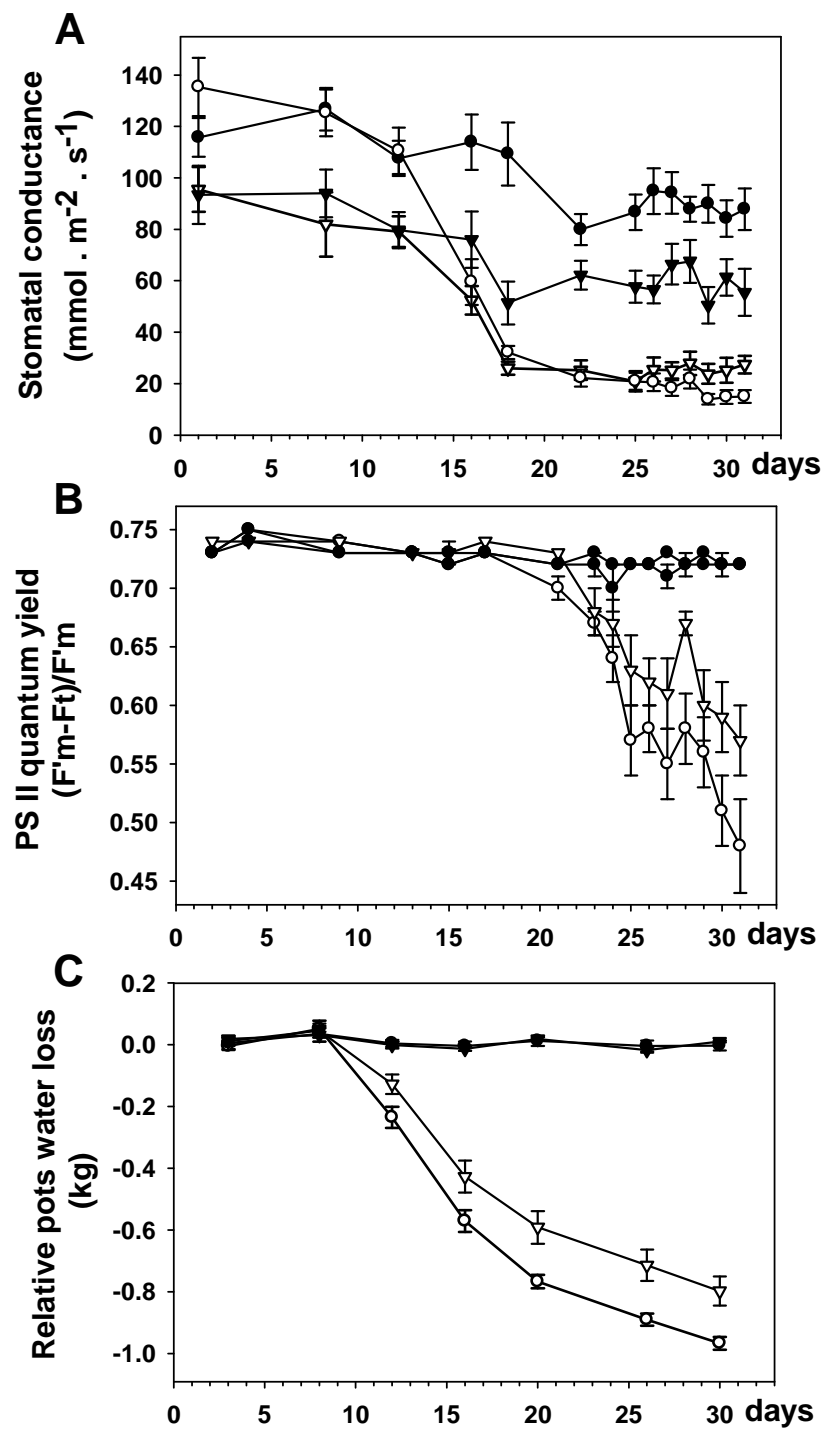 A
Stomatal conductance
(mmol . m-2 . s-1)
140
120
100
80
60
40
20
0
0 5 10 15 20 25 30 days
B
PS II quantum yield
(F'm-Ft)/F'm
0.75
0.70
0.65
0.60
0.55
0.50
0.45
0 5 10 15 20 25 30 days
C
Relative pots water loss
(kg)
0.2
0.0
-0.2
-0.4
-0.6
-0.8
-1.0
0 5 10 15 20 25 30 days